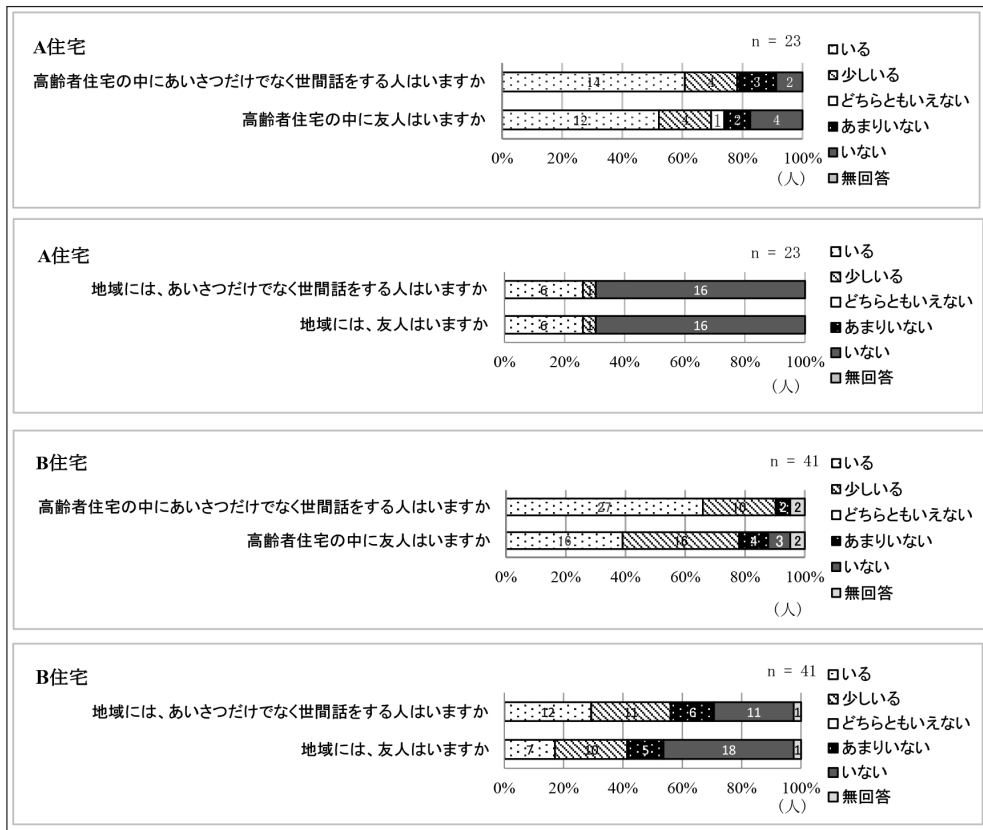 A住宅
n = 23
高齢者住宅の中にあいさつだけでなく世間話をする人はいますか
14 4 3 2
高齢者住宅の中に友人はいますか
12 4 1 2 4
0% 20% 40% 60% 80% 100%
(人)
いる
少しいる
どちらともいえない
あまりいない
いない
無回答
A住宅
n = 23
地域には、あいさつだけでなく世間話をする人はいますか
6 1 16
地域には、友人はいますか
6 1 16
0% 20% 40% 60% 80% 100%
(人)
いる
少しいる
どちらともいえない
あまりいない
いない
無回答
B住宅
n = 41
高齢者住宅の中にあいさつだけでなく世間話をする人はいますか
27 10 2 2
高齢者住宅の中に友人はいますか
16 16 4 3 2
0% 20% 40% 60% 80% 100%
(人)
いる
少しいる
どちらともいえない
あまりいない
いない
無回答
B住宅
n = 41
地域には、あいさつだけでなく世間話をする人はいますか
12 11 6 11 1
地域には、友人はいますか
7 10 5 18 1
0% 20% 40% 60% 80% 100%
(人)
いる
少しいる
どちらともいえない
あまりいない
いない
無回答